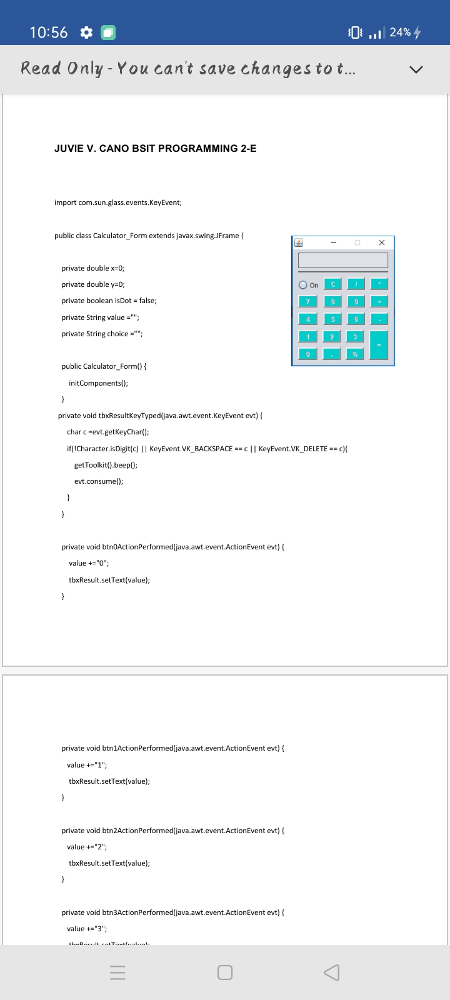 10:56
24%
Read Only - You can't save changes to t...
JUVIE V. CANO BSIT PROGRAMMING 2-E
import com.sun.glass.events.KeyEvent;
public class Calculator_Form extends javax.swing.JFrame {
private double x=0;
private double y=0;
private boolean isDot = false;
private String value ="";
private String choice ="";
public Calculator_Form() {
initComponents();
}
private void tbxResultKeyTyped(java.awt.event.KeyEvent evt) {
char c =evt.getKeyChar();
if(!Character.isDigit(c) || KeyEvent.VK_BACKSPACE == c || KeyEvent.VK_DELETE == c){
getToolkit().beep();
evt.consume();
}
}
On C / *
7 8 9 +
4 5 6 -
1 2 3 =
0 . %
private void btn0ActionPerformed(java.awt.event.ActionEvent evt) {
value +="0";
tbxResult.setText(value);
}
private void btn1ActionPerformed(java.awt.event.ActionEvent evt) {
value +="1";
tbxResult.setText(value);
}
private void btn2ActionPerformed(java.awt.event.ActionEvent evt) {
value +="2";
tbxResult.setText(value);
}
private void btn3ActionPerformed(java.awt.event.ActionEvent evt) {
value +="3";
tbxResult.setText(value);